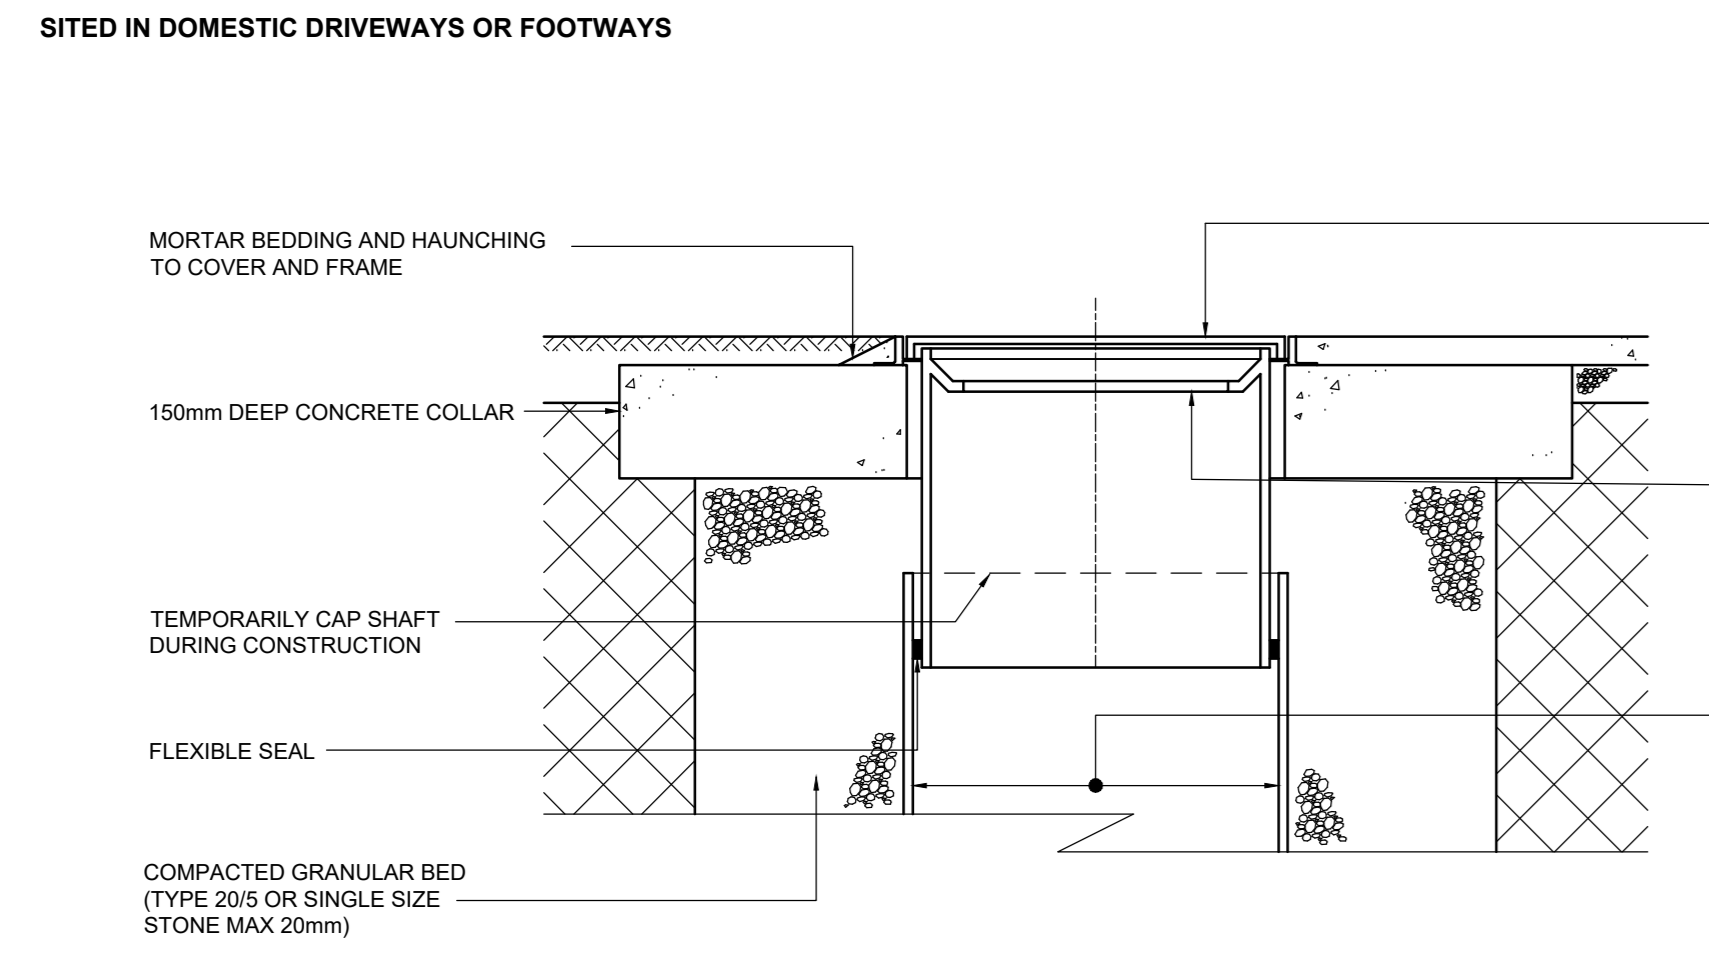 SITED IN DOMESTIC DRIVEWAYS OR FOOTWAYS
MORTAR BEDDING AND HAUNCHING
TO COVER AND FRAME
150mm DEEP CONCRETE COLLAR
TEMPORARILY CAP SHAFT
DURING CONSTRUCTION
FLEXIBLE SEAL
COMPACTED GRANULAR BED
(TYPE 20/5 OR SINGLE SIZE
STONE MAX 20mm)